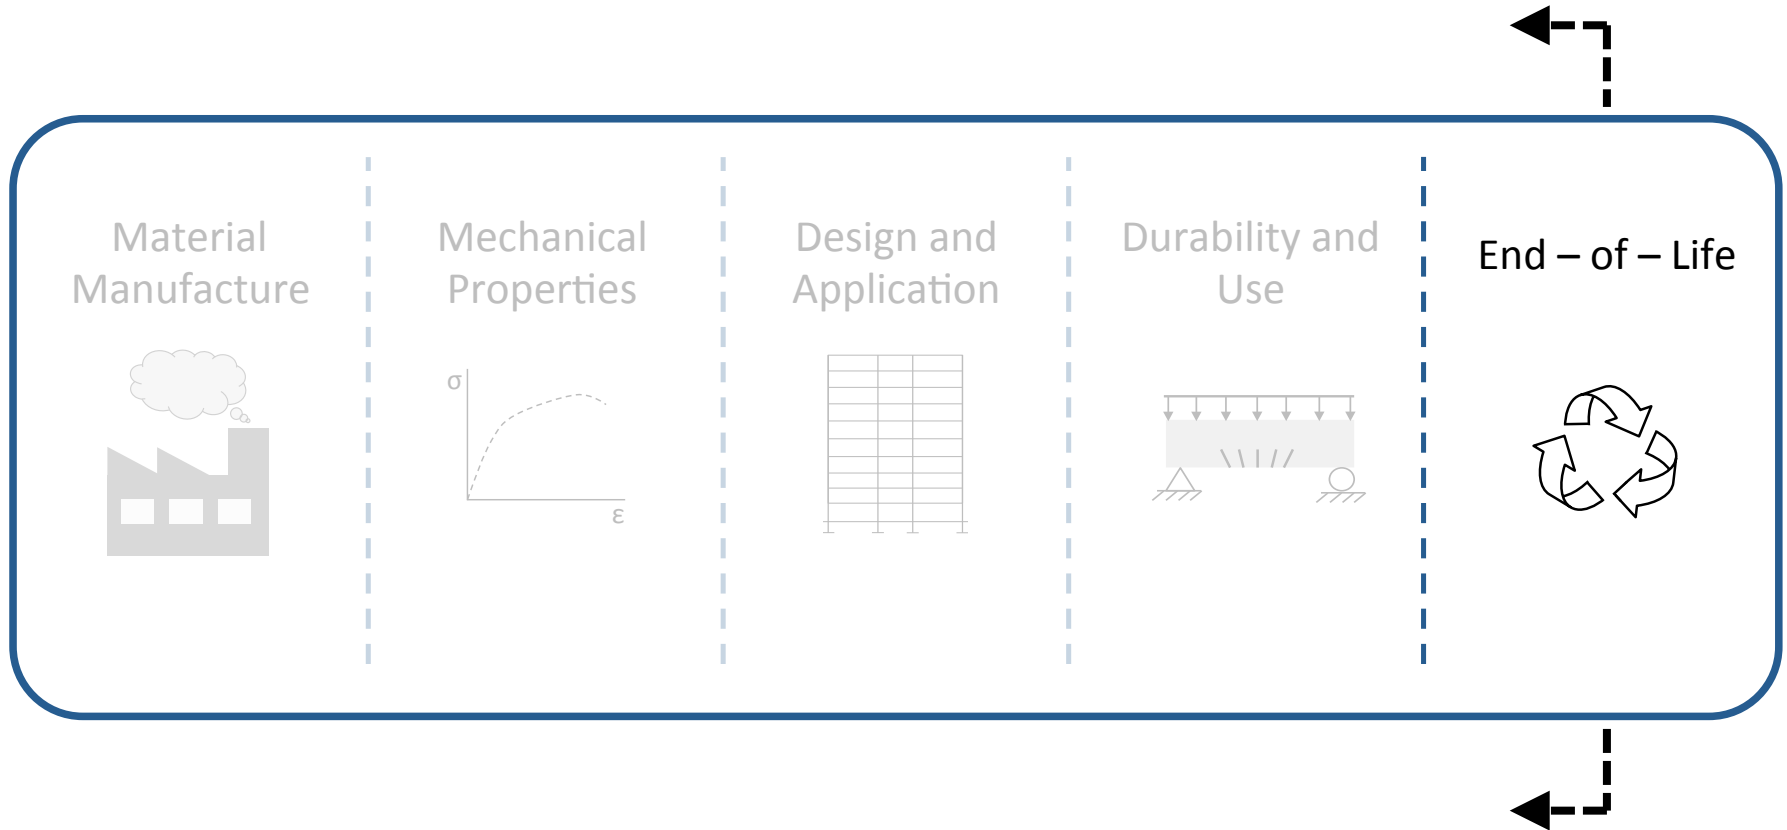 Material
Manufacture
Mechanical
Properties
Design and
Application
Durability and
Use
End – of – Life
σ
ε